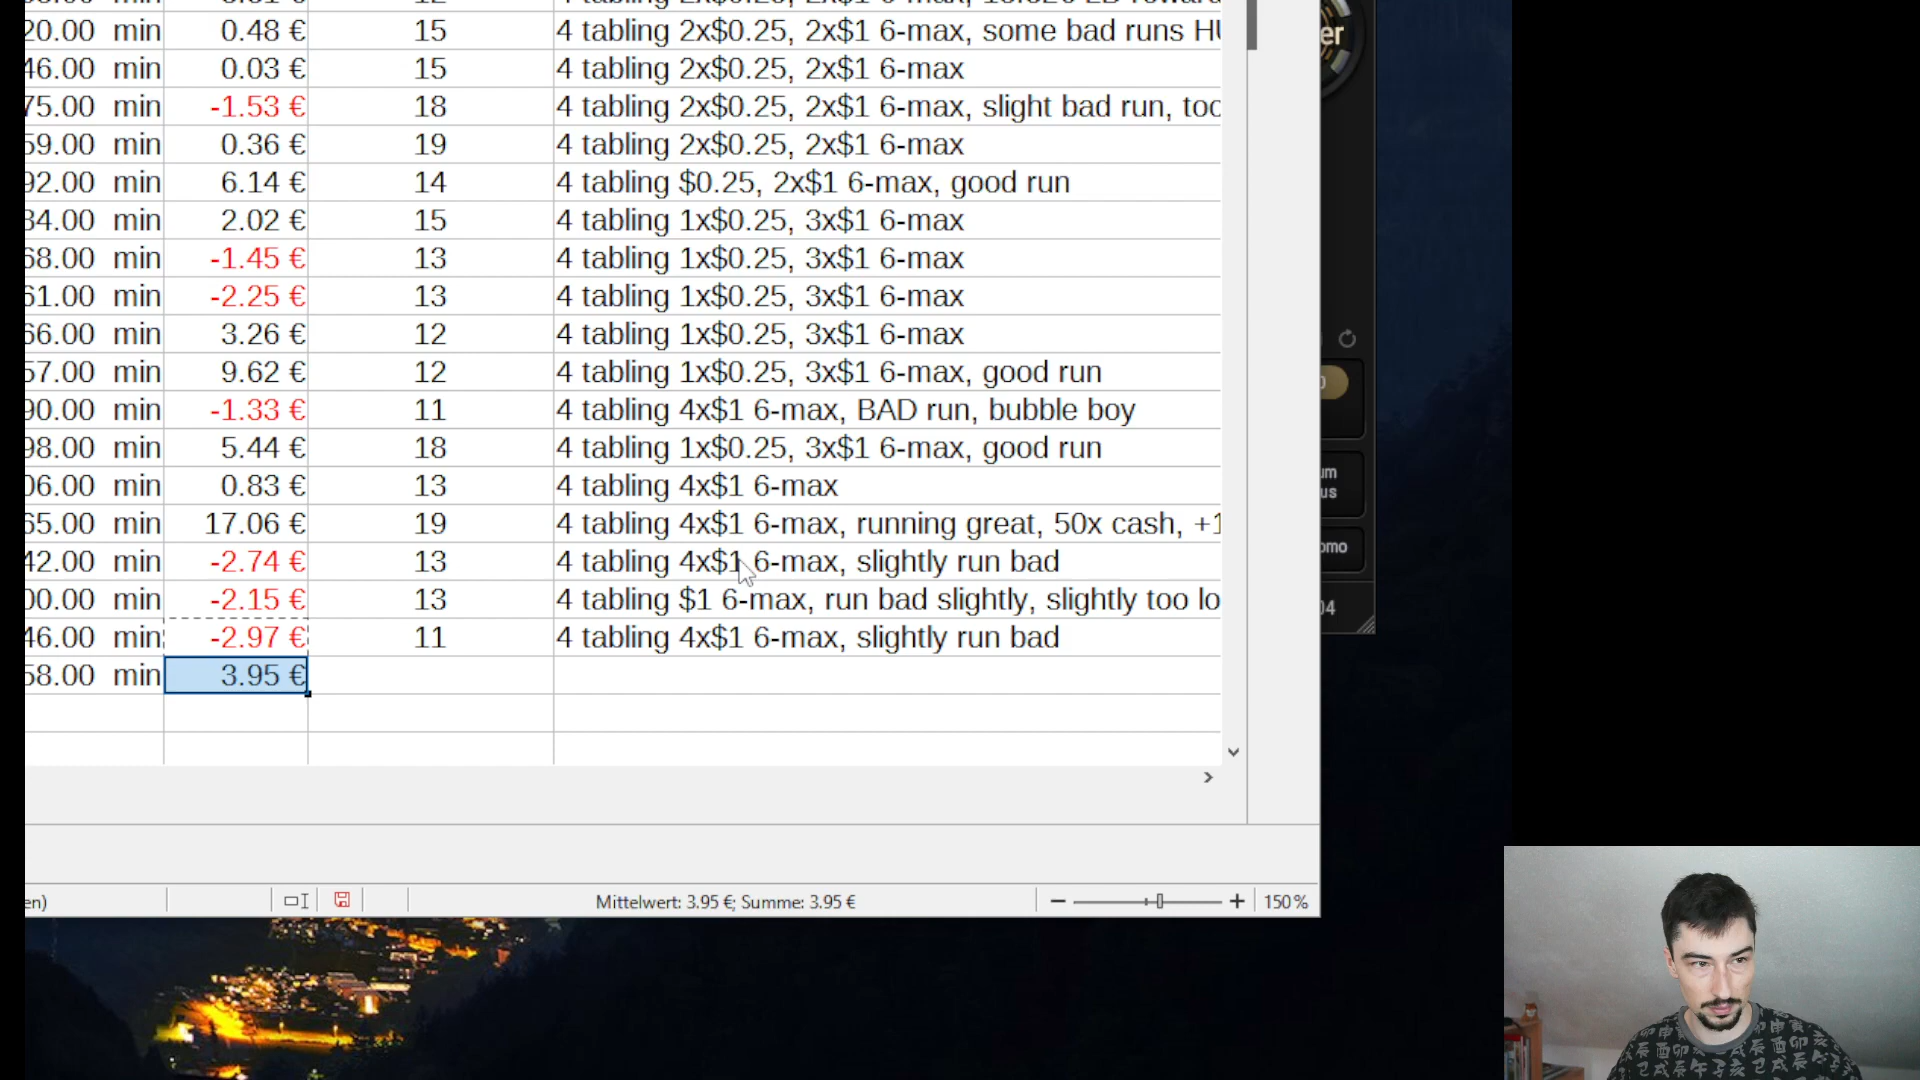 20.00 min 0.48 € 15 4 tabling 2x$0.25, 2x$1 6-max, some bad runs HU
46.00 min 0.03 € 15 4 tabling 2x$0.25, 2x$1 6-max
75.00 min -1.53 € 18 4 tabling 2x$0.25, 2x$1 6-max, slight bad run, too
59.00 min 0.36 € 19 4 tabling 2x$0.25, 2x$1 6-max
92.00 min 6.14 € 14 4 tabling $0.25, 2x$1 6-max, good run
34.00 min 2.02 € 15 4 tabling 1x$0.25, 3x$1 6-max
68.00 min -1.45 € 13 4 tabling 1x$0.25, 3x$1 6-max
61.00 min -2.25 € 13 4 tabling 1x$0.25, 3x$1 6-max
66.00 min 3.26 € 12 4 tabling 1x$0.25, 3x$1 6-max
57.00 min 9.62 € 12 4 tabling 1x$0.25, 3x$1 6-max, good run
90.00 min -1.33 € 11 4 tabling 4x$1 6-max, BAD run, bubble boy
98.00 min 5.44 € 18 4 tabling 1x$0.25, 3x$1 6-max, good run
06.00 min 0.83 € 13 4 tabling 4x$1 6-max
65.00 min 17.06 € 19 4 tabling 4x$1 6-max, running great, 50x cash, +1
42.00 min -2.74 € 13 4 tabling 4x$1 6-max, slightly run bad
00.00 min -2.15 € 13 4 tabling $1 6-max, run bad slightly, slightly too lo
46.00 min -2.97 € 11 4 tabling 4x$1 6-max, slightly run bad
58.00 min 3.95 €
en) Mittelwert: 3.95 €; Summe: 3.95 € 150%
er
um
us
omo
04